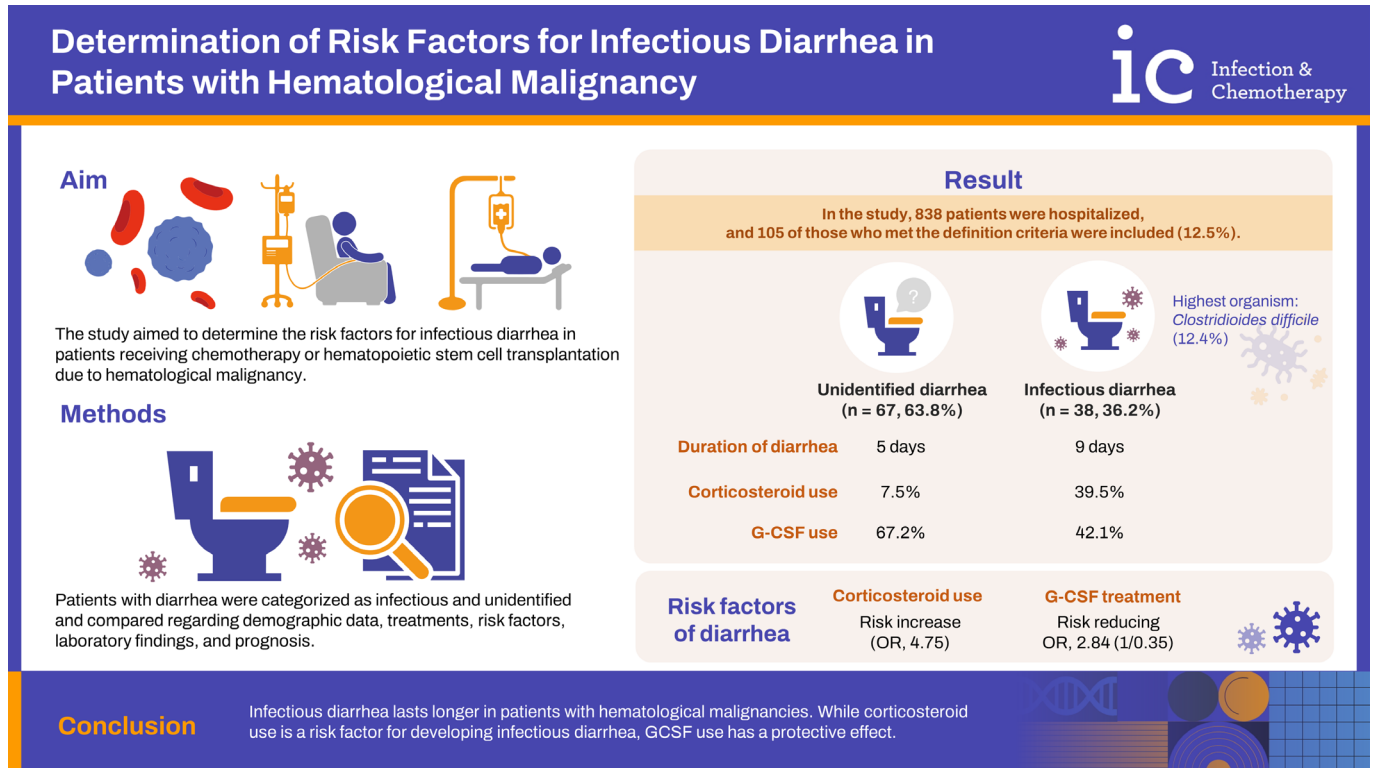 Determination of Risk Factors for Infectious Diarrhea in
Patients with Hematological Malignancy
ic Infection &
Chemotherapy
Aim
The study aimed to determine the risk factors for infectious diarrhea in
patients receiving chemotherapy or hematopoietic stem cell transplantation
due to hematological malignancy.
Methods
Patients with diarrhea were categorized as infectious and unidentified
and compared regarding demographic data, treatments, risk factors,
laboratory findings, and prognosis.
Result
In the study, 838 patients were hospitalized,
and 105 of those who met the definition criteria were included (12.5%).
?
Highest organism:
Clostridioides difficile
(12.4%)
Unidentified diarrhea
(n = 67, 63.8%)
Infectious diarrhea
(n = 38, 36.2%)
Duration of diarrhea 5 days 9 days
Corticosteroid use 7.5% 39.5%
G-CSF use 67.2% 42.1%
Risk factors
of diarrhea
Corticosteroid use
Risk increase
(OR, 4.75)
G-CSF treatment
Risk reducing
OR, 2.84 (1/0.35)
Conclusion
Infectious diarrhea lasts longer in patients with hematological malignancies. While corticosteroid
use is a risk factor for developing infectious diarrhea, GCSF use has a protective effect.